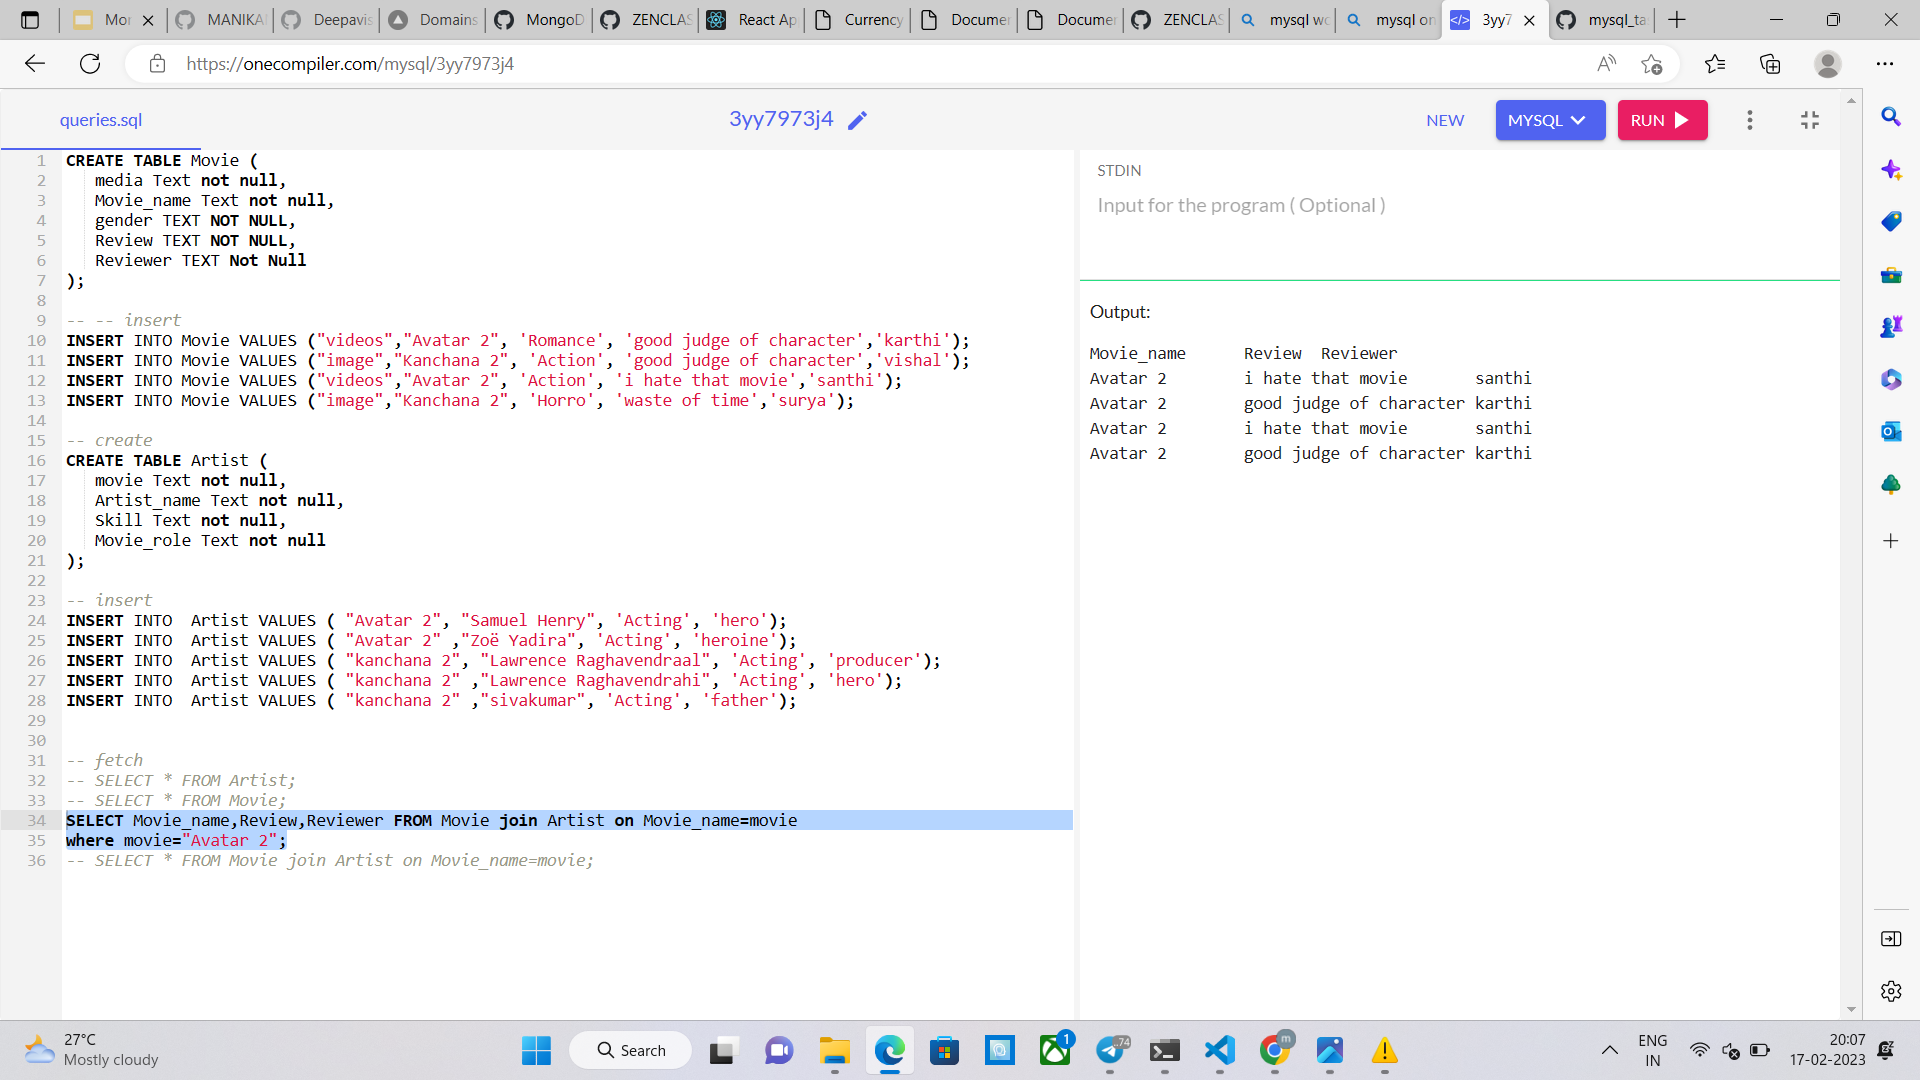 Mor
MANIKA
Deepavis
Domains
MongoD
ZENCLAS
React Ap
Currency
Documen
Documen
ZENCLAS
mysql wo
mysql on
3yy7
mysql_ta
https://onecompiler.com/mysql/3yy7973j4
queries.sql
3yy7973j4
NEW
MYSQL
RUN
1 CREATE TABLE Movie (
2 media Text not null,
3 Movie_name Text not null,
4 gender TEXT NOT NULL,
5 Review TEXT NOT NULL,
6 Reviewer TEXT Not Null
7 );
8
9 -- -- insert
10 INSERT INTO Movie VALUES ("videos","Avatar 2", 'Romance', 'good judge of character','karthi');
11 INSERT INTO Movie VALUES ("image","Kanchana 2", 'Action', 'good judge of character','vishal');
12 INSERT INTO Movie VALUES ("videos","Avatar 2", 'Action', 'i hate that movie','santhi');
13 INSERT INTO Movie VALUES ("image","Kanchana 2", 'Horro', 'waste of time','surya');
14
15 -- create
16 CREATE TABLE Artist (
17 movie Text not null,
18 Artist_name Text not null,
19 Skill Text not null,
20 Movie_role Text not null
21 );
22
23 -- insert
24 INSERT INTO  Artist VALUES ( "Avatar 2", "Samuel Henry", 'Acting', 'hero');
25 INSERT INTO  Artist VALUES ( "Avatar 2" ,"Zoë Yadira", 'Acting', 'heroine');
26 INSERT INTO  Artist VALUES ( "kanchana 2", "Lawrence Raghavendraal", 'Acting', 'producer');
27 INSERT INTO  Artist VALUES ( "kanchana 2" ,"Lawrence Raghavendrahi", 'Acting', 'hero');
28 INSERT INTO  Artist VALUES ( "kanchana 2" ,"sivakumar", 'Acting', 'father');
29
30
31 -- fetch
32 -- SELECT * FROM Artist;
33 -- SELECT * FROM Movie;
34 SELECT Movie_name,Review,Reviewer FROM Movie join Artist on Movie_name=movie
35 where movie="Avatar 2";
36 -- SELECT * FROM Movie join Artist on Movie_name=movie;
STDIN
Input for the program ( Optional )
Output:
Movie_name Review Reviewer
Avatar 2 i hate that movie santhi
Avatar 2 good judge of character karthi
Avatar 2 i hate that movie santhi
Avatar 2 good judge of character karthi
27°C
Mostly cloudy
Search
1
74
m
ENG
IN
20:07
17-02-2023